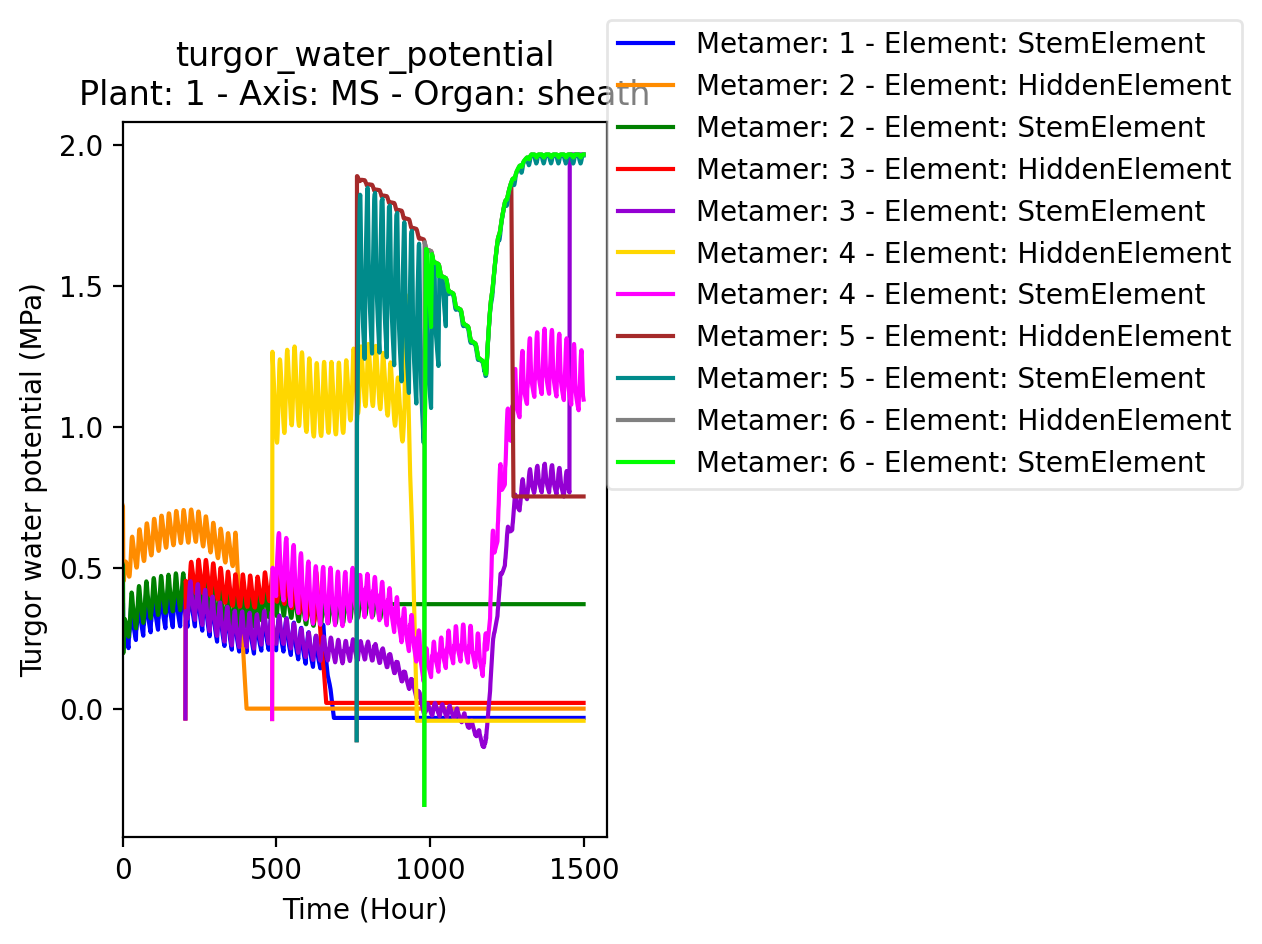 turgor_water_potential
Plant: 1 - Axis: MS - Organ: sheath
Metamer: 1 - Element: StemElement
Metamer: 2 - Element: HiddenElement
Metamer: 2 - Element: StemElement
Metamer: 3 - Element: HiddenElement
Metamer: 3 - Element: StemElement
Metamer: 4 - Element: HiddenElement
Metamer: 4 - Element: StemElement
Metamer: 5 - Element: HiddenElement
Metamer: 5 - Element: StemElement
Metamer: 6 - Element: HiddenElement
Metamer: 6 - Element: StemElement
Turgor water potential (MPa)
2.0
1.5
1.0
0.5
0.0
0 500 1000 1500
Time (Hour)